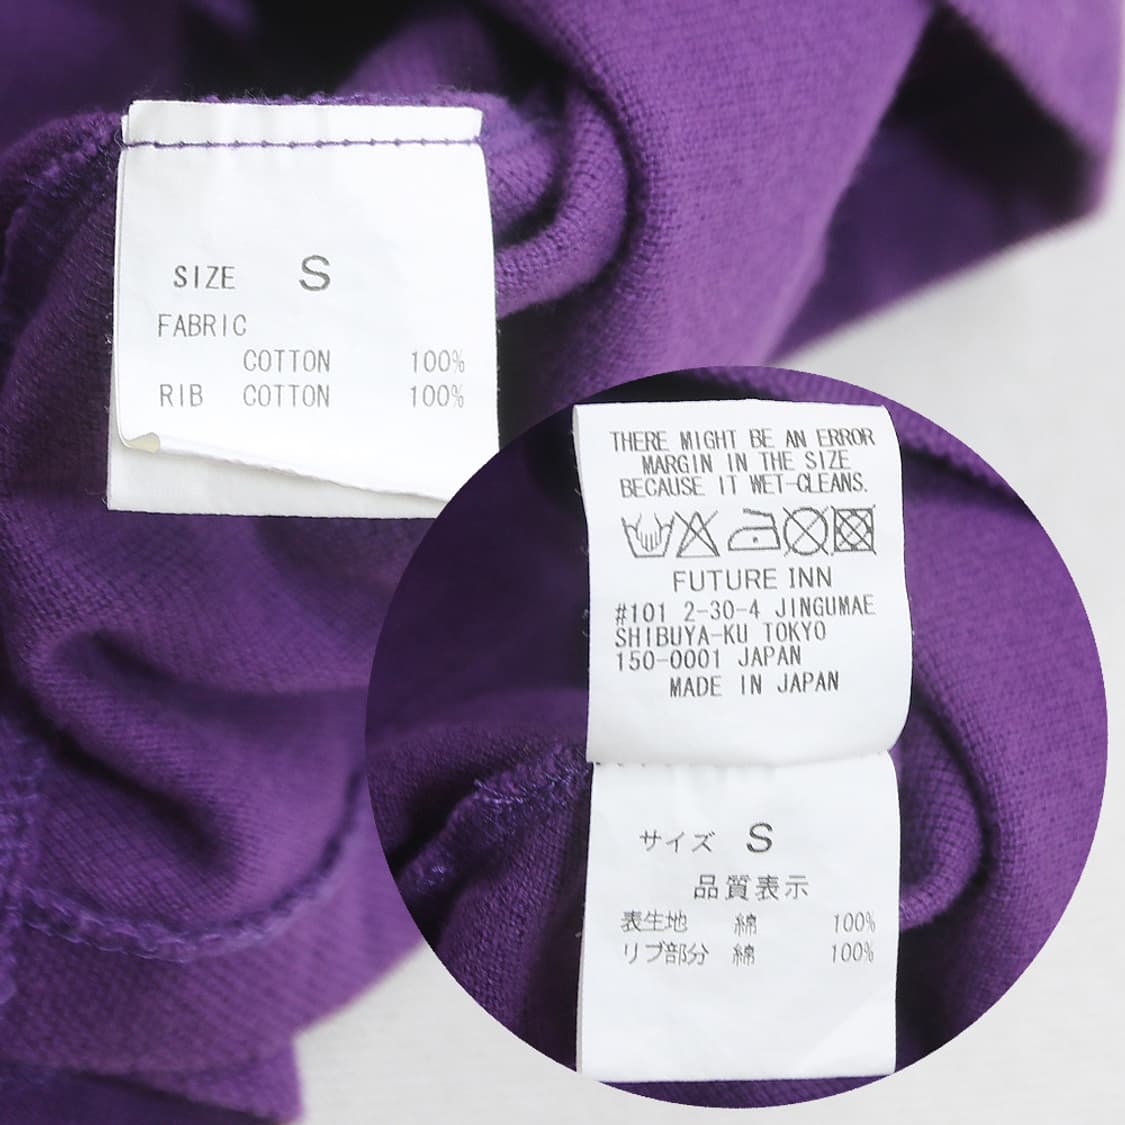 SIZE S
FABRIC
COTTON 100%
RIB COTTON 100%
THERE MIGHT BE AN ERROR
MARGIN IN THE SIZE
BECAUSE IT WET-CLEANS.
FUTURE INN
#101 2-30-4 JINGUMAE
SHIBUYA-KU TOKYO
150-0001 JAPAN
MADE IN JAPAN
サイズ S
品質表示
表生地 綿 100%
リブ部分 綿 100%